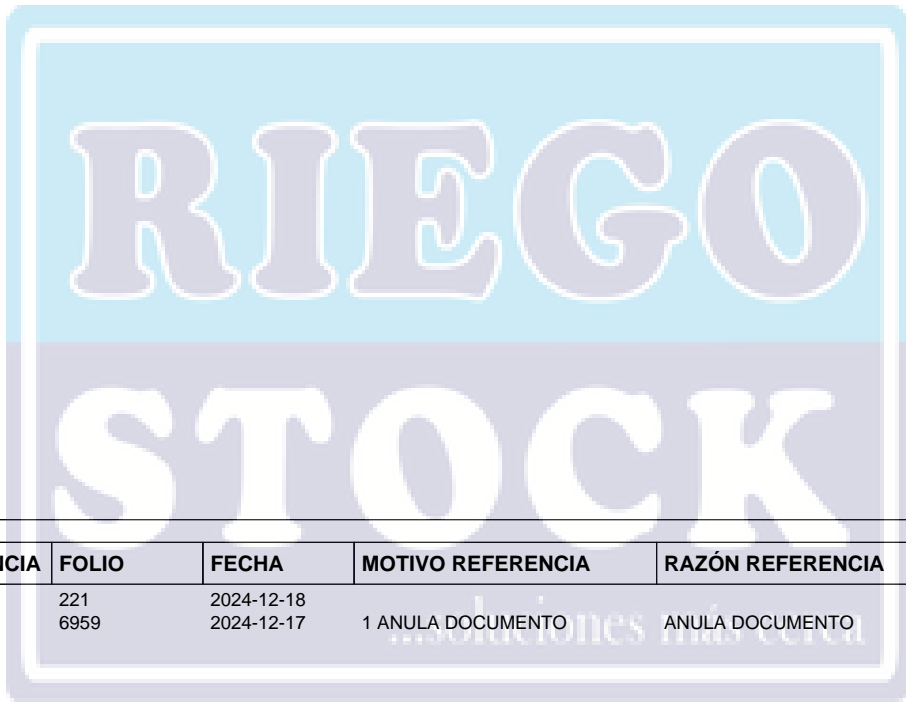 RIEGO
STOCK
NCIA FOLIO FECHA MOTIVO REFERENCIA RAZÓN REFERENCIA
221 2024-12-18
6959 2024-12-17 1 ANULA DOCUMENTO ANULA DOCUMENTO
...soluciones más cerca